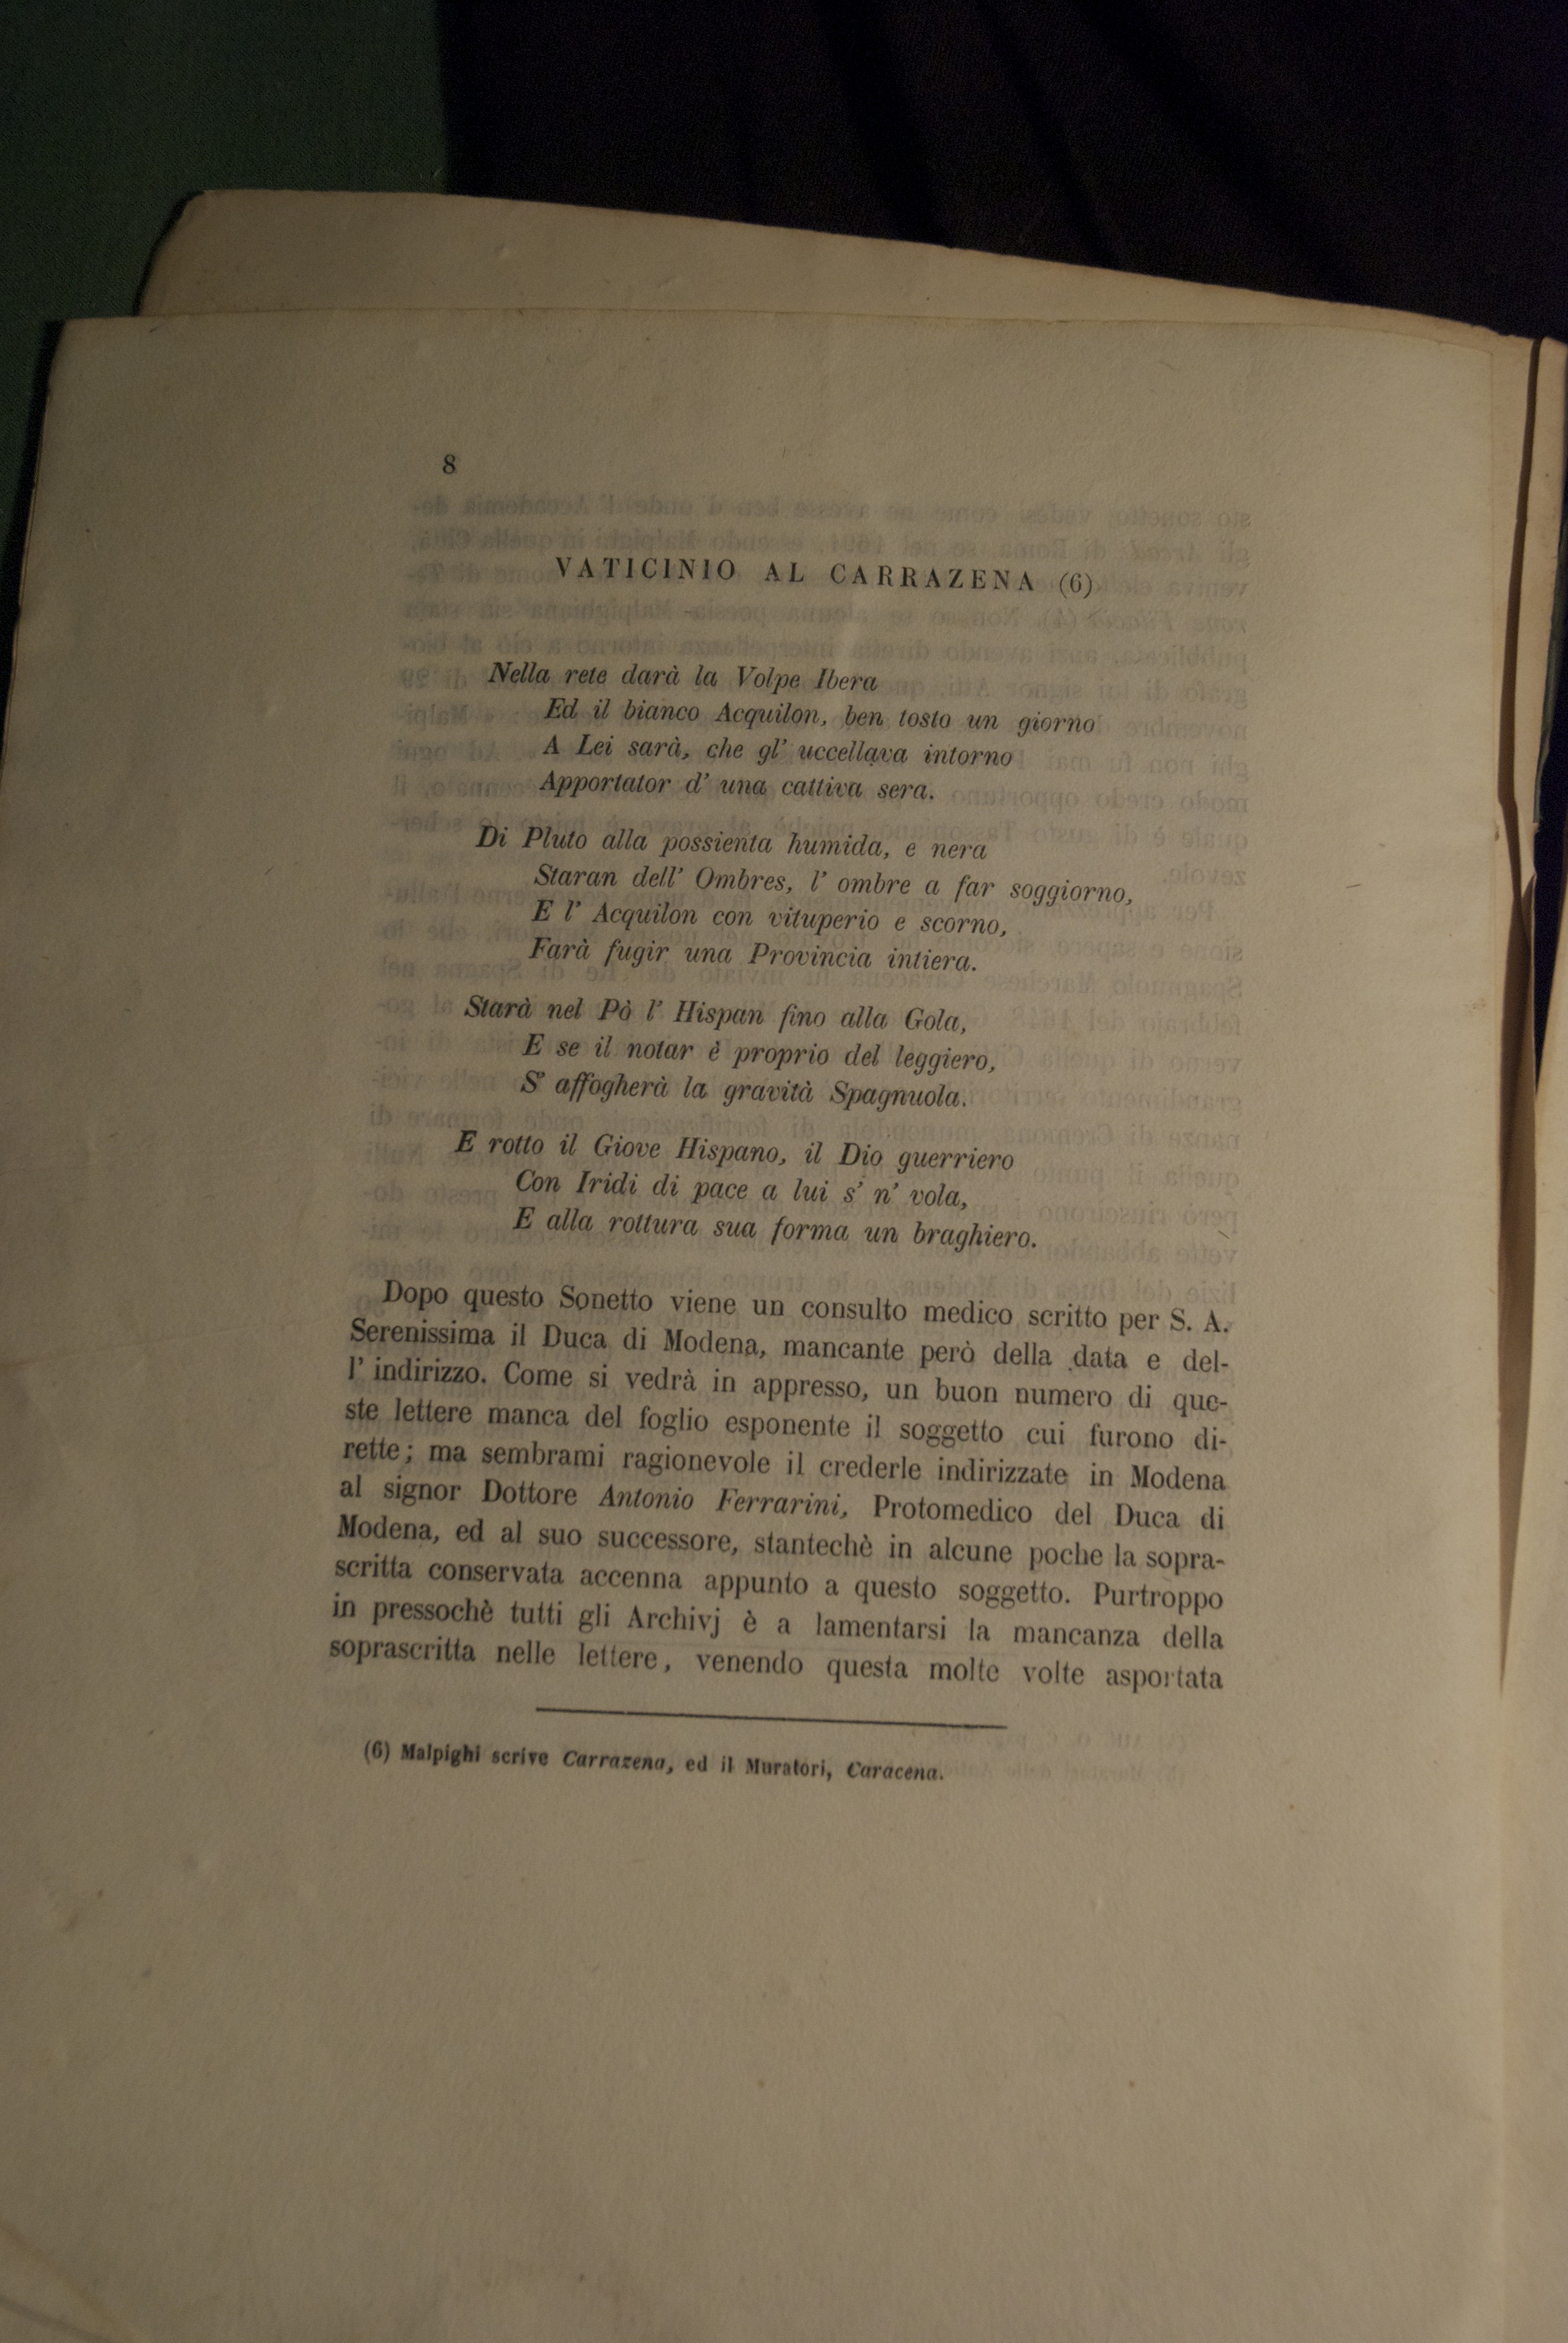 8
VATICINIO AL CARRAZENA (6)
Nella rete darà la Volpe Ibera
Ed il bianco Acquilon, ben tosto un giorno
A Lei sarà, che gl' uccellava intorno
Apportator d' una cattiva sera.
Di Pluto alla possienta humida, e nera
Staran dell' Ombres, l' ombre a far soggiorno,
E l' Acquilon con vituperio e scorno,
Farà fugir una Provincia intiera.
Starà nel Pò l' Hispan fino alla Gola,
E se il notar è proprio del leggiero,
S' affogherà la gravità Spagnuola.
E rotto il Giove Hispano, il Dio guerriero
Con Iridi di pace a lui s' n' vola,
E alla rottura sua forma un braghiero.
Dopo questo Sonetto viene un consulto medico scritto per S. A.
Serenissima il Duca di Modena, mancante però della data e del-
l' indirizzo. Come si vedrà in appresso, un buon numero di que-
ste lettere manca del foglio esponente il soggetto cui furono di-
rette; ma sembrami ragionevole il crederle indirizzate in Modena
al signor Dottore Antonio Ferrarini, Protomedico del Duca di
Modena, ed al suo successore, stantechè in alcune poche la sopra-
scritta conservata accenna appunto a questo soggetto. Purtroppo
in pressochè tutti gli Archivj è a lamentarsi la mancanza della
soprascritta nelle lettere, venendo questa molte volte asportata
(6) Malpighi scrive Carrazena, ed il Muratori, Caracena.